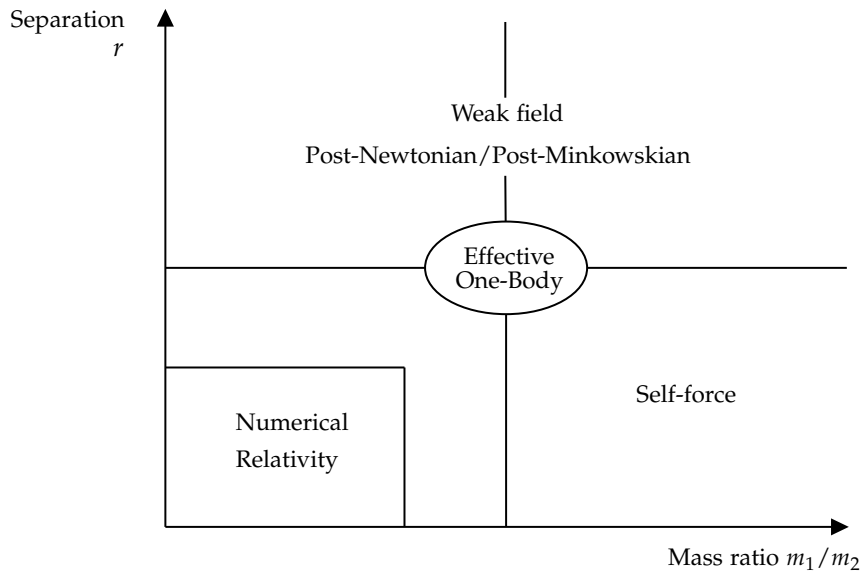 Separation
r
Weak field
Post-Newtonian/Post-Minkowskian
Effective
One-Body
Self-force
Numerical
Relativity
Mass ratio m₁/m₂